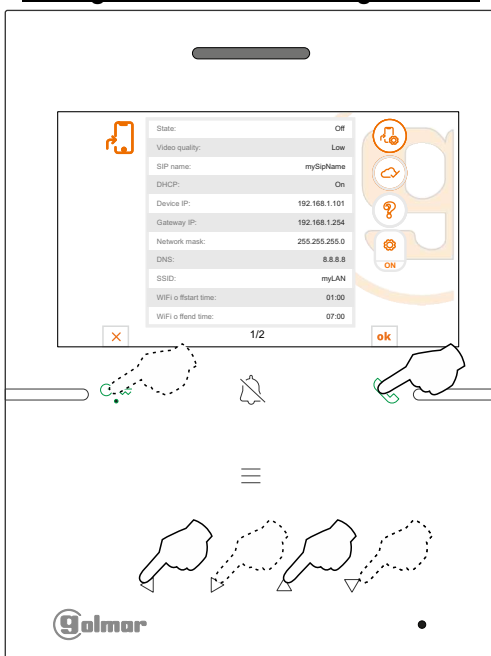 State: Off
Video quality: Low
SIP name: mySipName
DHCP: On
Device IP: 192.168.1.101
Gateway IP: 192.168.1.254
Network mask: 255.255.255.0
DNS: 8.8.8.8
SSID: myLAN
WiFi o ffstart time: 01:00
WiFi o ffend time: 07:00
ON
1/2
ok
golmar